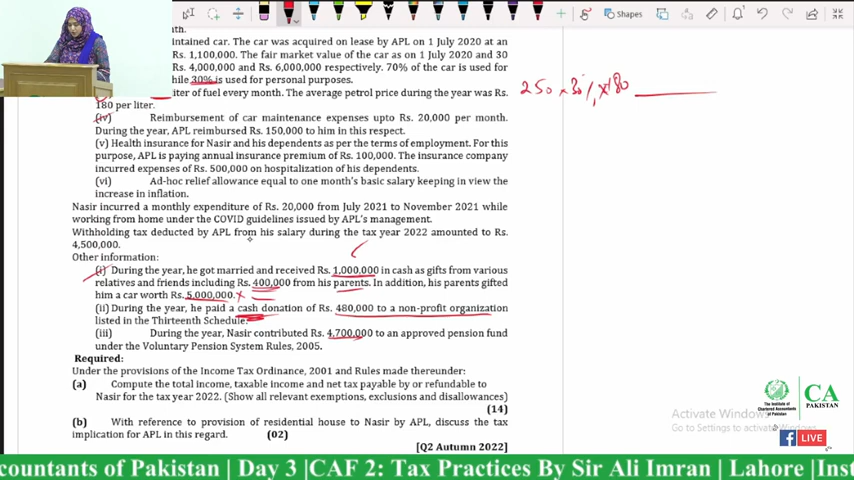 ntained car. The car was acquired on lease by APL on 1 July 2020 at an
Rs. 1,100,000. The fair market value of the car as on 1 July 2020 and 30
Rs. 4,000,000 and Rs. 6,000,000 respectively. 70% of the car is used for
hile 30% is used for personal purposes.
liter of fuel every month. The average petrol price during the year was Rs.
180 per liter.
(iv) Reimbursement of car maintenance expenses upto Rs. 20,000 per month.
During the year, APL reimbursed Rs. 150,000 to him in this respect.
(v) Health insurance for Nasir and his dependents as per the terms of employment. For this
purpose, APL is paying annual insurance premium of Rs. 100,000. The insurance company
incurred expenses of Rs. 500,000 on hospitalization of his dependents.
(vi) Ad-hoc relief allowance equal to one month's basic salary keeping in view the
increase in inflation.
Nasir incurred a monthly expenditure of Rs. 20,000 from July 2021 to November 2021 while
working from home under the COVID guidelines issued by APL's management.
Withholding tax deducted by APL from his salary during the tax year 2022 amounted to Rs.
4,500,000.
Other information:
(i) During the year, he got married and received Rs. 1,000,000 in cash as gifts from various
relatives and friends including Rs. 400,000 from his parents. In addition, his parents gifted
him a car worth Rs. 5,000,000. x
(ii) During the year, he paid a cash donation of Rs. 480,000 to a non-profit organization
listed in the Thirteenth Schedule.
(iii) During the year, Nasir contributed Rs. 4,700,000 to an approved pension fund
under the Voluntary Pension System Rules, 2005.
Required:
Under the provisions of the Income Tax Ordinance, 2001 and Rules made thereunder:
(a) Compute the total income, taxable income and net tax payable by or refundable to
Nasir for the tax year 2022. (Show all relevant exemptions, exclusions and disallowances)
(14)
(b) With reference to provision of residential house to Nasir by APL, discuss the tax
implication for APL in this regard. (02)
[Q2 Autumn 2022]
250 x 30% x 180
Shapes
Activate Windows
Go to Settings to activate Windows.
The Institute of
Chartered Accountants
of Pakistan
CA
PAKISTAN
f LIVE
ccountants of Pakistan | Day 3 |CAF 2: Tax Practices By Sir Ali Imran | Lahore |Inst